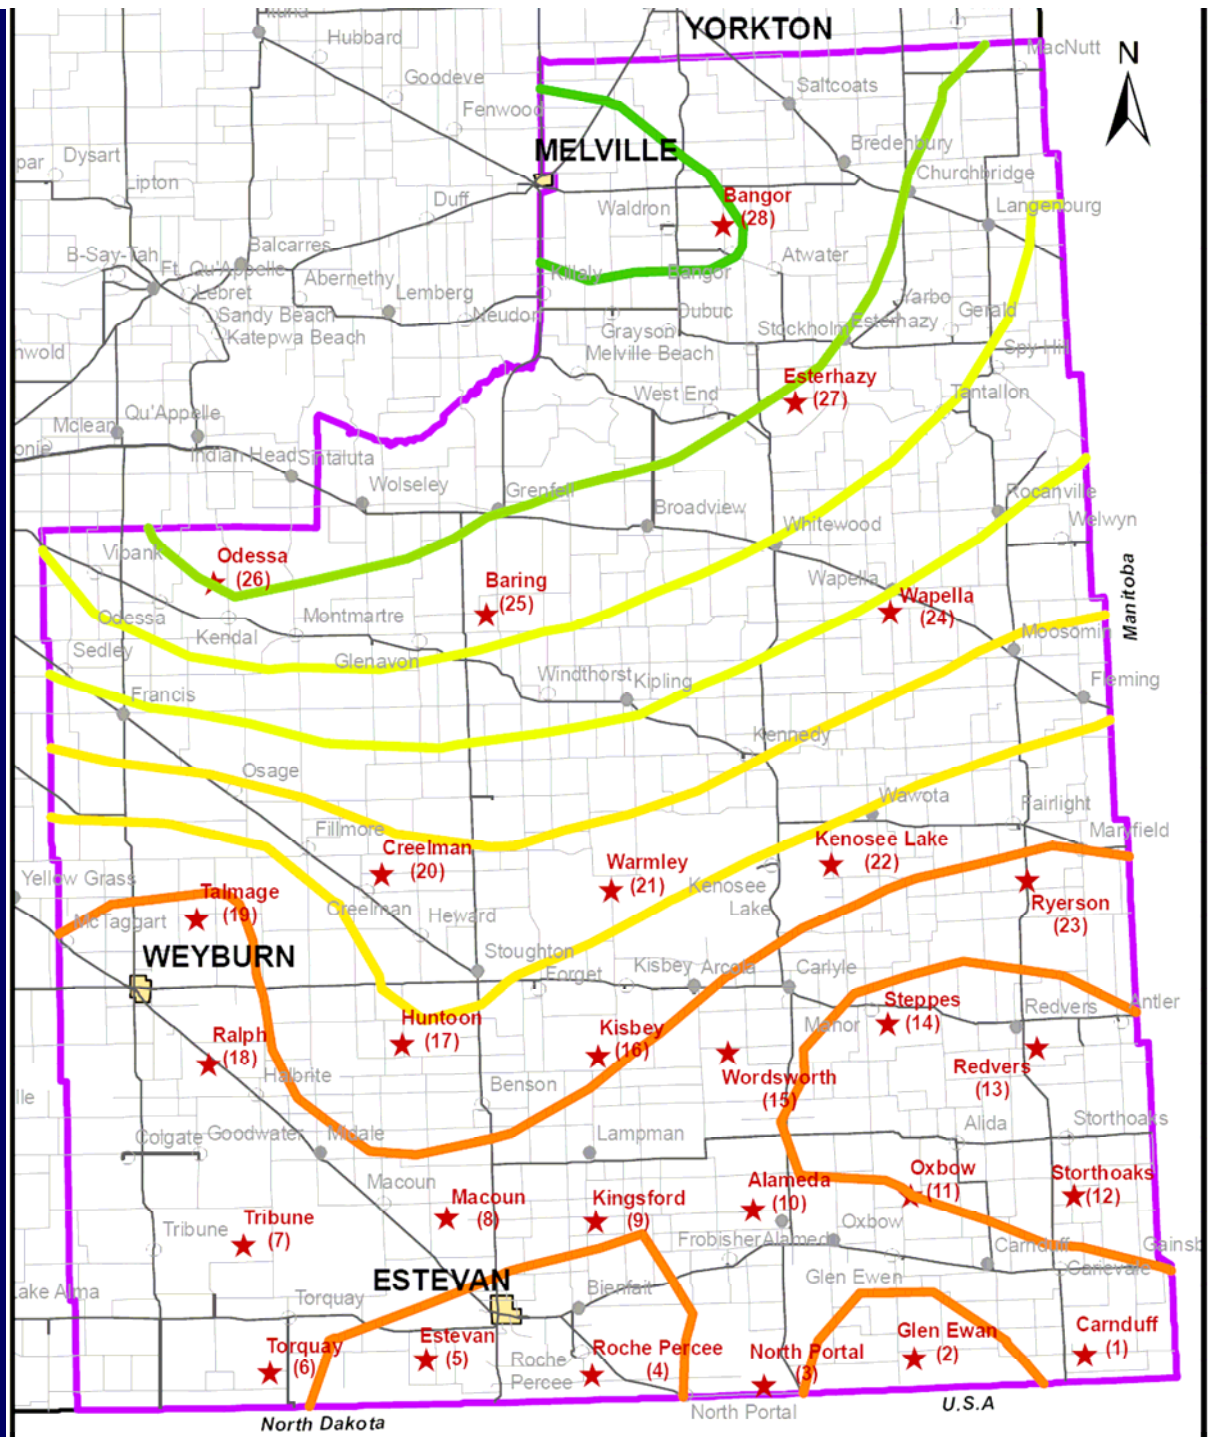 Hubbard
YORKTON
MacNutt
N
Goodeve
Saltcoats
Fenwood
MELVILLE
Bredenbury
par
Dysart
Lipton
Churchbridge
Duff
Waldron
Bangor
(28)
Langenburg
B-Say-Tah
Balcarres
Atwater
Ft. Qu'Appelle
Abernethy
Killaly
Bangor
Lebret
Lemberg
Yarbo
Sandy Beach
Neudorf
Dubuc
Gerald
Katepwa Beach
Grayson
Stockholm
Esterhazy
nwold
Melville Beach
Spy Hill
Esterhazy
(27)
West End
Tantallon
Qu'Appelle
Mclean
onie
Indian Head
Sintaluta
Wolseley
Grenfell
Broadview
Rocanville
Whitewood
Welwyn
Vibank
Odessa
(26)
Baring
(25)
Wapella
Wapella
(24)
Manitoba
Odessa
Montmartre
Kendal
Moosomin
Sedley
Glenavon
Windthorst
Kipling
Fleming
Francis
Kennedy
Osage
Wawota
Fairlight
Fillmore
Maryfield
Creelman
(20)
Warmley
(21)
Kenosee Lake
(22)
Yellow Grass
Talmage
(19)
Kenosee
Lake
Ryerson
(23)
McTaggart
Creelman
Heward
WEYBURN
Stoughton
Forget
Kisbey
Arcola
Carlyle
Steppes
(14)
Redvers
Antler
Huntoon
(17)
Kisbey
(16)
Manor
Ralph
(18)
Redvers
(13)
Wordsworth
(15)
Halbrite
Benson
lle
Storthoaks
Colgate
Goodwater
Midale
Lampman
Alida
Macoun
Alameda
(10)
Oxbow
(11)
Storthoaks
(12)
Macoun
(8)
Kingsford
(9)
Tribune
(7)
Tribune
Oxbow
Frobisher
Alameda
Carnduff
Gainsb
Carievale
ESTEVAN
Glen Ewen
Lake Alma
Torquay
Bienfait
Torquay
(6)
Estevan
(5)
Roche
Percee
Roche Percee
(4)
North Portal
(3)
Glen Ewan
(2)
Carnduff
(1)
North Portal
U.S.A
North Dakota